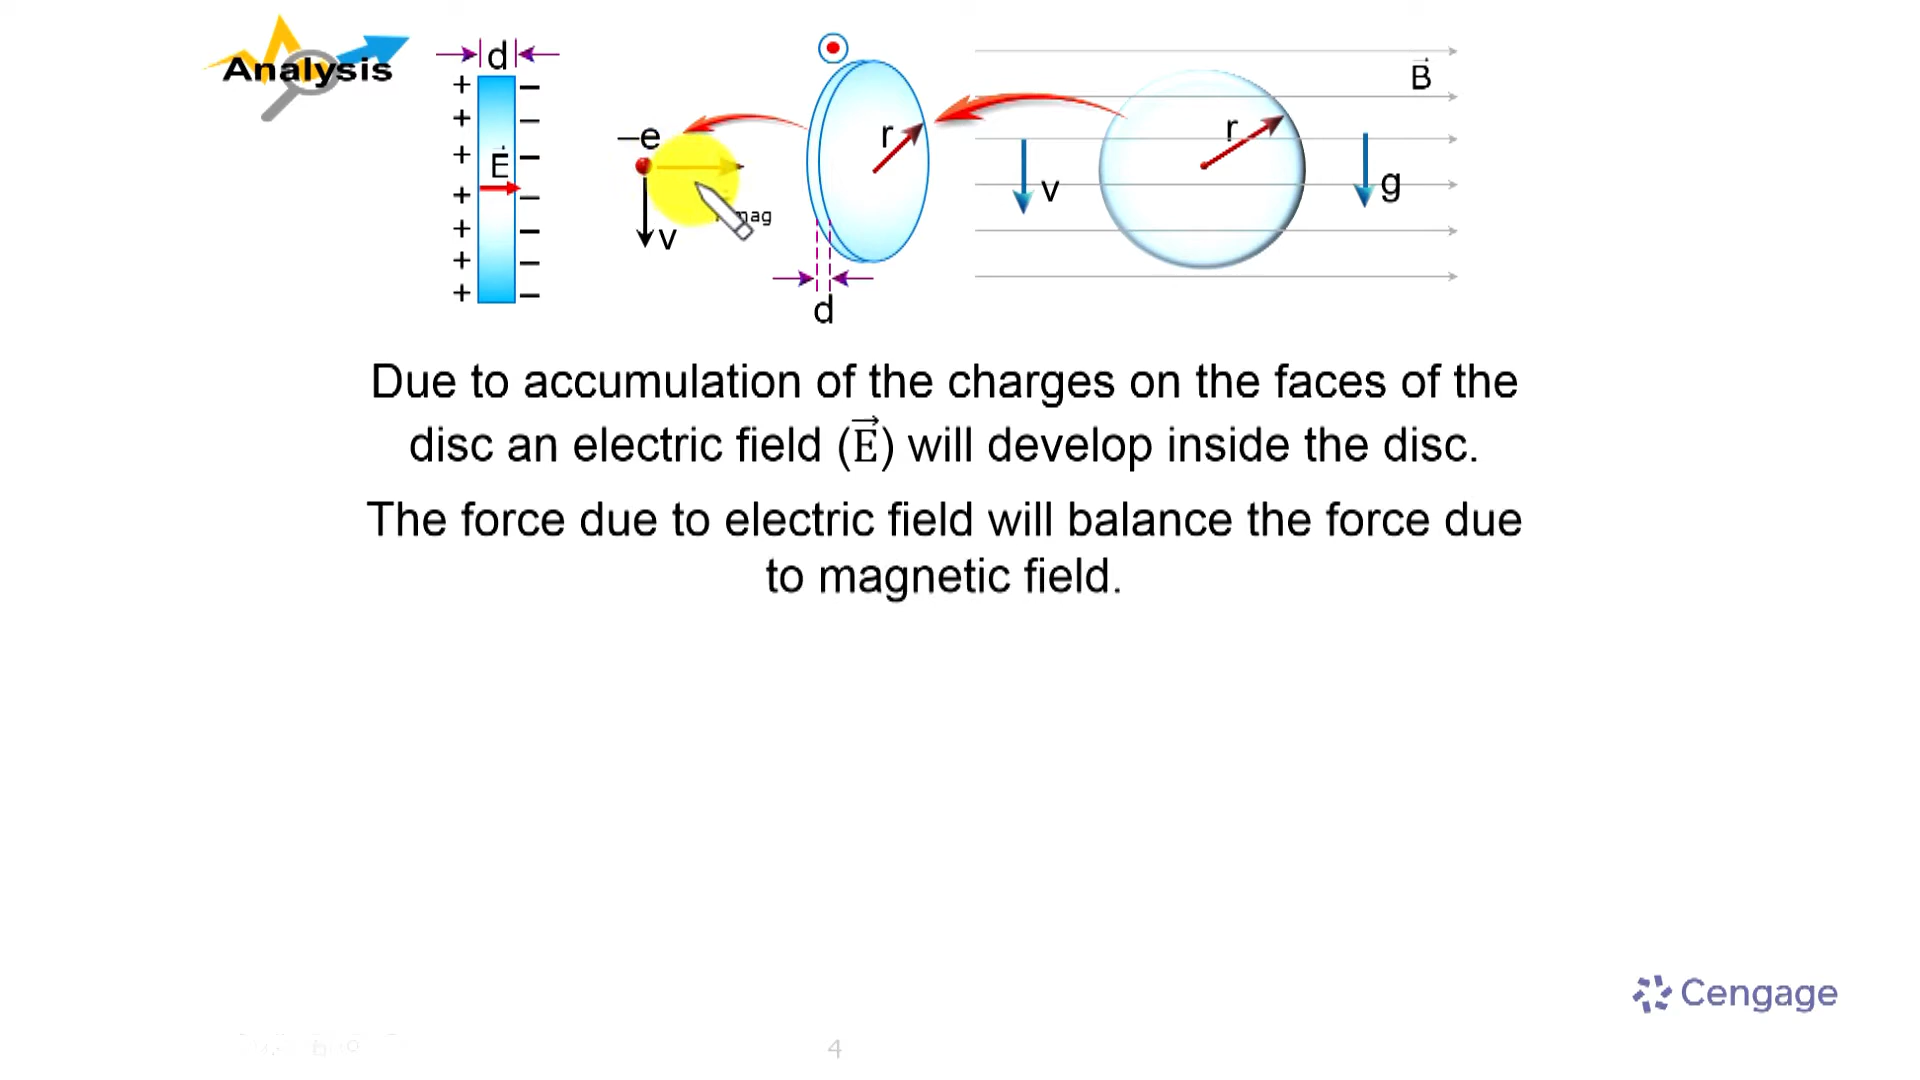 Analysis
d
+ −
+ −
+ E −
+ −
+ −
+ −
+ −
–e
v
mag
r
d
r
v
g
B
Due to accumulation of the charges on the faces of the
disc an electric field (E) will develop inside the disc.
The force due to electric field will balance the force due
to magnetic field.
Cengage
4